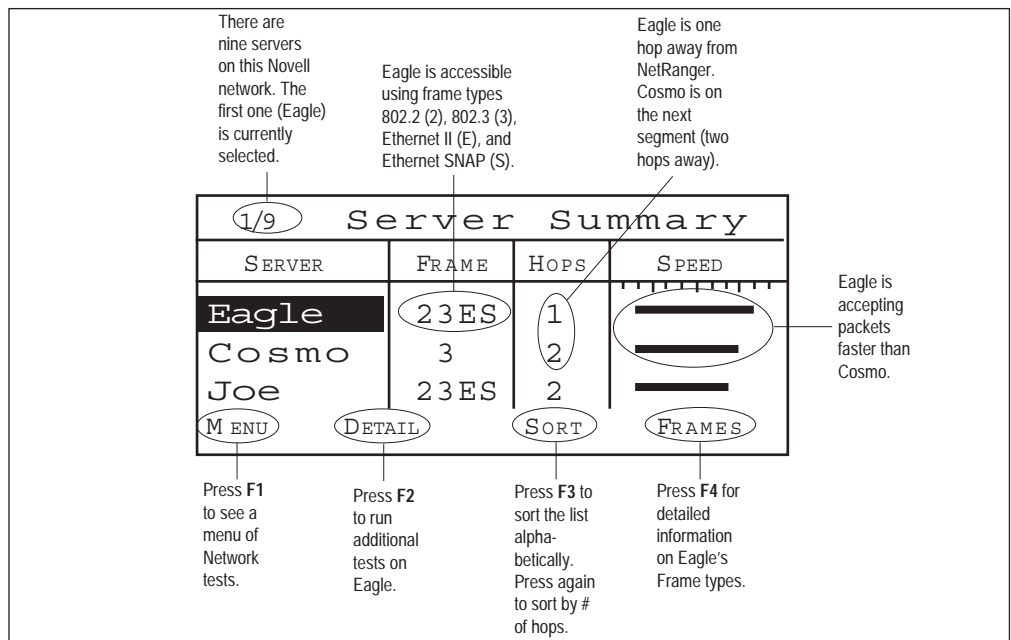 There are
nine servers
on this Novell
network. The
first one (Eagle)
is currently
selected.
Eagle is accessible
using frame types
802.2 (2), 802.3 (3),
Ethernet II (E), and
Ethernet SNAP (S).
Eagle is one
hop away from
NetRanger.
Cosmo is on
the next
segment (two
hops away).
1/9 Server Summary
SERVER FRAME HOPS SPEED
Eagle 23ES 1
Cosmo 3 2
Joe 23ES 2
MENU DETAIL SORT FRAMES
Eagle is
accepting
packets
faster than
Cosmo.
Press F1
to see a
menu of
Network
tests.
Press F2
to run
additional
tests on
Eagle.
Press F3 to
sort the list
alpha-
betically.
Press again
to sort by #
of hops.
Press F4 for
detailed
information
on Eagle's
Frame types.